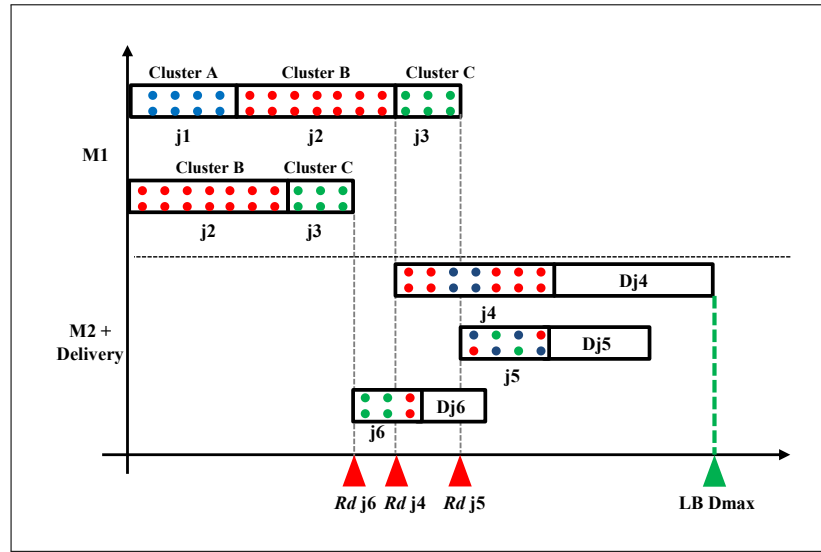 Cluster A Cluster B Cluster C
j1 j2 j3
M1
Cluster B Cluster C
j2 j3
Dj4
j4
M2 +
Delivery
Dj5
j5
Dj6
j6
Rd j6 Rd j4 Rd j5 LB Dmax